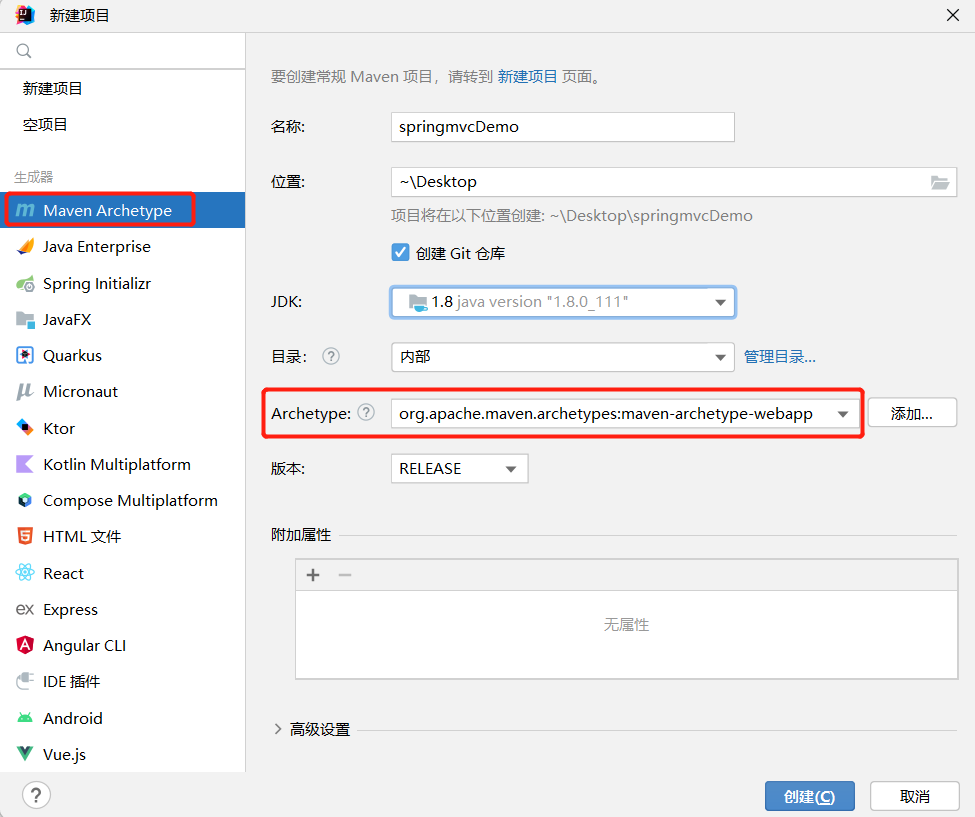 新建项目
新建项目
空项目
生成器
Maven Archetype
Java Enterprise
Spring Initializr
JavaFX
Quarkus
Micronaut
Ktor
Kotlin Multiplatform
Compose Multiplatform
HTML 文件
React
Express
Angular CLI
IDE 插件
Android
Vue.js
要创建常规 Maven 项目，请转到 新建项目 页面。
名称: springmvcDemo
位置: ~\Desktop
项目将在以下位置创建: ~\Desktop\springmvcDemo
创建 Git 仓库
JDK: 1.8 java version "1.8.0_111"
目录: ? 内部 管理目录...
Archetype: ? org.apache.maven.archetypes:maven-archetype-webapp 添加...
版本: RELEASE
附加属性
无属性
高级设置
? 创建(C) 取消